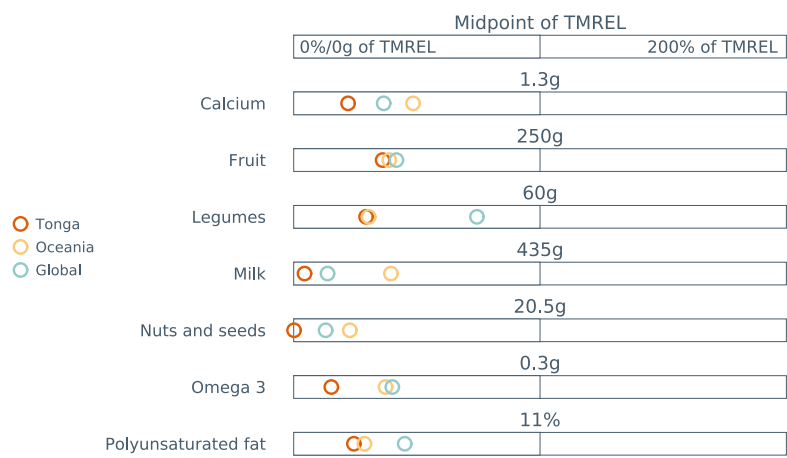 Midpoint of TMREL
0%/0g of TMREL 200% of TMREL
1.3g
Calcium
250g
Fruit
60g
Legumes
Tonga
Oceania
Global
435g
Milk
20.5g
Nuts and seeds
0.3g
Omega 3
11%
Polyunsaturated fat